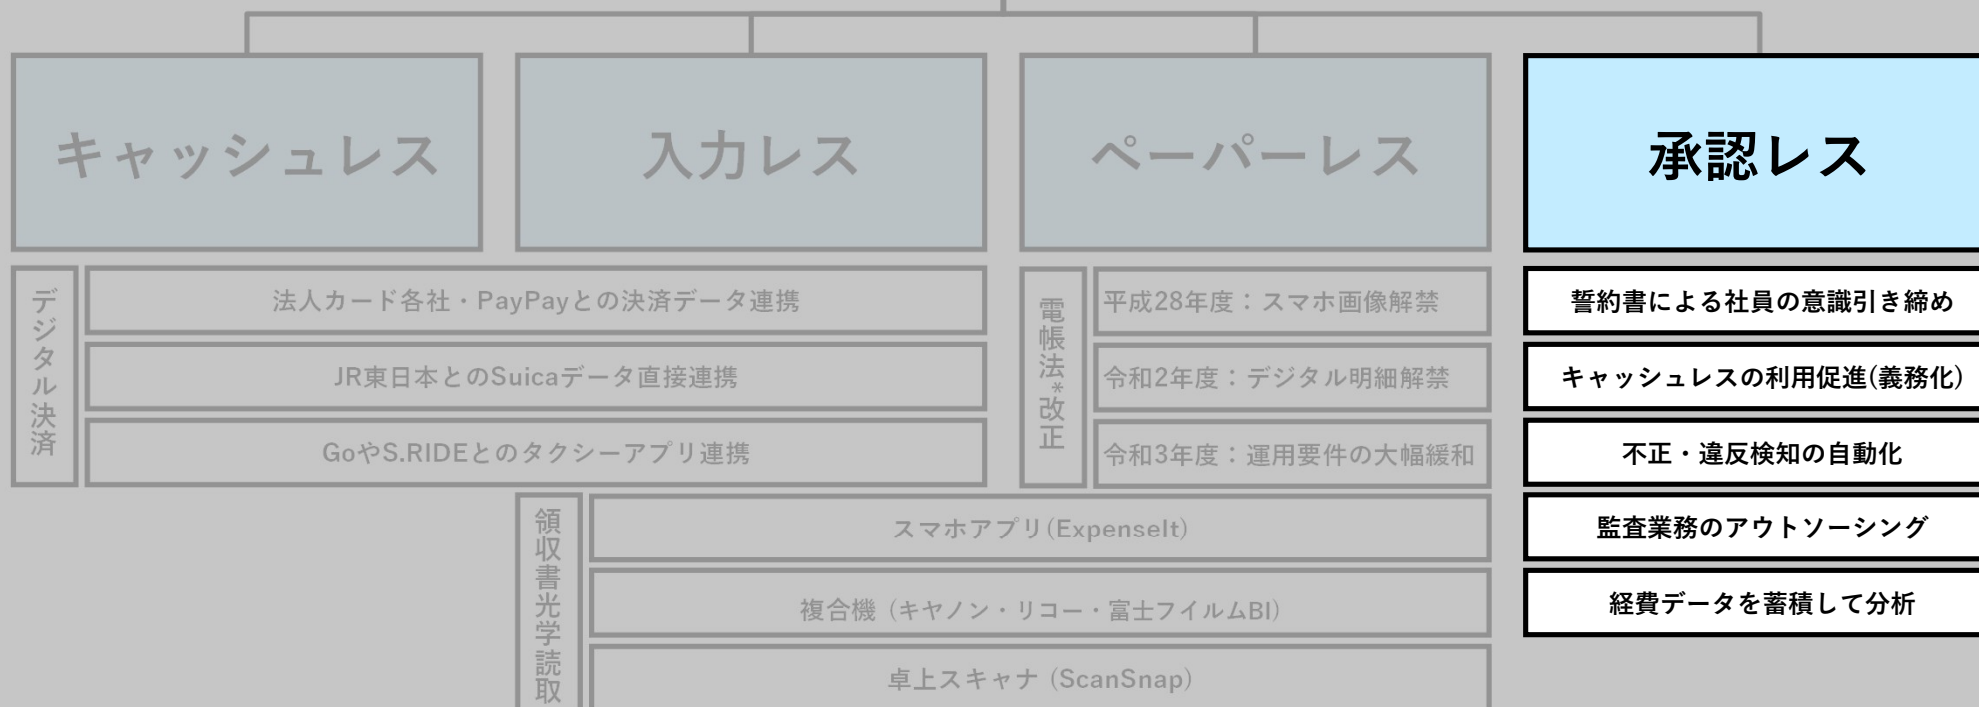 キャッシュレス
入力レス
ペーパーレス
承認レス
デジタル決済
法人カード各社・PayPayとの決済データ連携
JR東日本とのSuicaデータ直接連携
GoやS.RIDEとのタクシーアプリ連携
電帳法*改正
平成28年度：スマホ画像解禁
令和2年度：デジタル明細解禁
令和3年度：運用要件の大幅緩和
領収書光学読取
スマホアプリ(ExpenseIt)
複合機 (キヤノン・リコー・富士フイルムBI)
卓上スキャナ (ScanSnap)
誓約書による社員の意識引き締め
キャッシュレスの利用促進(義務化)
不正・違反検知の自動化
監査業務のアウトソーシング
経費データを蓄積して分析